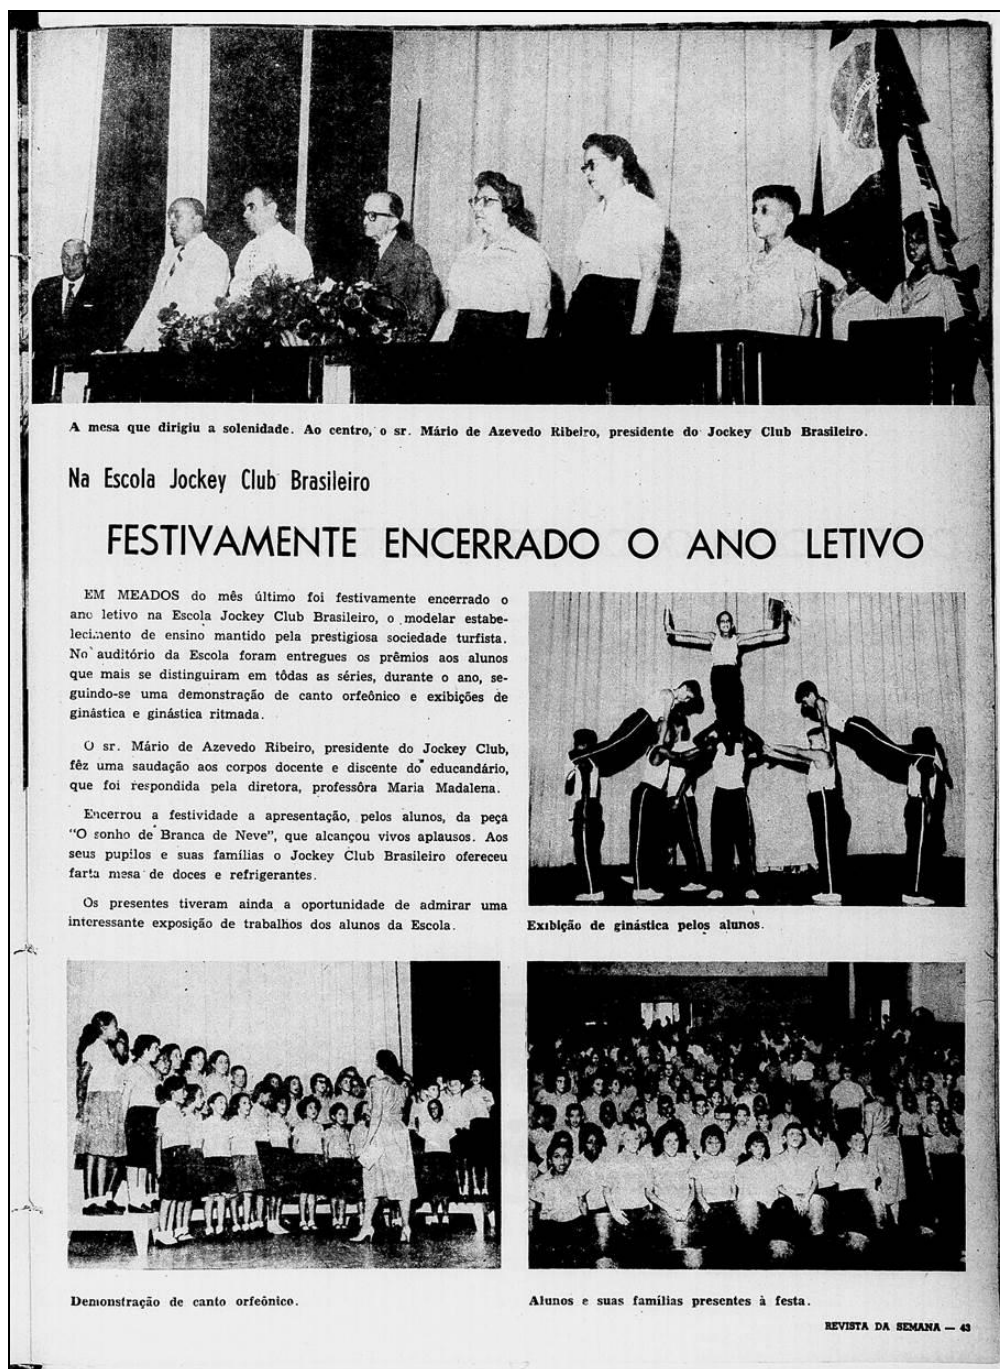 A mesa que dirigiu a solenidade. Ao centro, o sr. Mário de Azevedo Ribeiro, presidente do Jockey Club Brasileiro.
Na Escola Jockey Club Brasileiro
FESTIVAMENTE ENCERRADO O ANO LETIVO
EM MEADOS do mês último foi festivamente encerrado o
ano letivo na Escola Jockey Club Brasileiro, o modelar estabe-
lecimento de ensino mantido pela prestigiosa sociedade turfista.
No auditório da Escola foram entregues os prêmios aos alunos
que mais se distinguiram em tôdas as séries, durante o ano, se-
guindo-se uma demonstração de canto orfeônico e exibições de
ginástica e ginástica ritmada.
O sr. Mário de Azevedo Ribeiro, presidente do Jockey Club,
fêz uma saudação aos corpos docente e discente do educandário,
que foi respondida pela diretora, professôra Maria Madalena.
Encerrou a festividade a apresentação, pelos alunos, da peça
"O sonho de Branca de Neve", que alcançou vivos aplausos. Aos
seus pupilos e suas famílias o Jockey Club Brasileiro ofereceu
farta mesa de doces e refrigerantes.
Os presentes tiveram ainda a oportunidade de admirar uma
interessante exposição de trabalhos dos alunos da Escola.
Exibição de ginástica pelos alunos.
Demonstração de canto orfeônico.
Alunos e suas famílias presentes à festa.
REVISTA DA SEMANA — 43